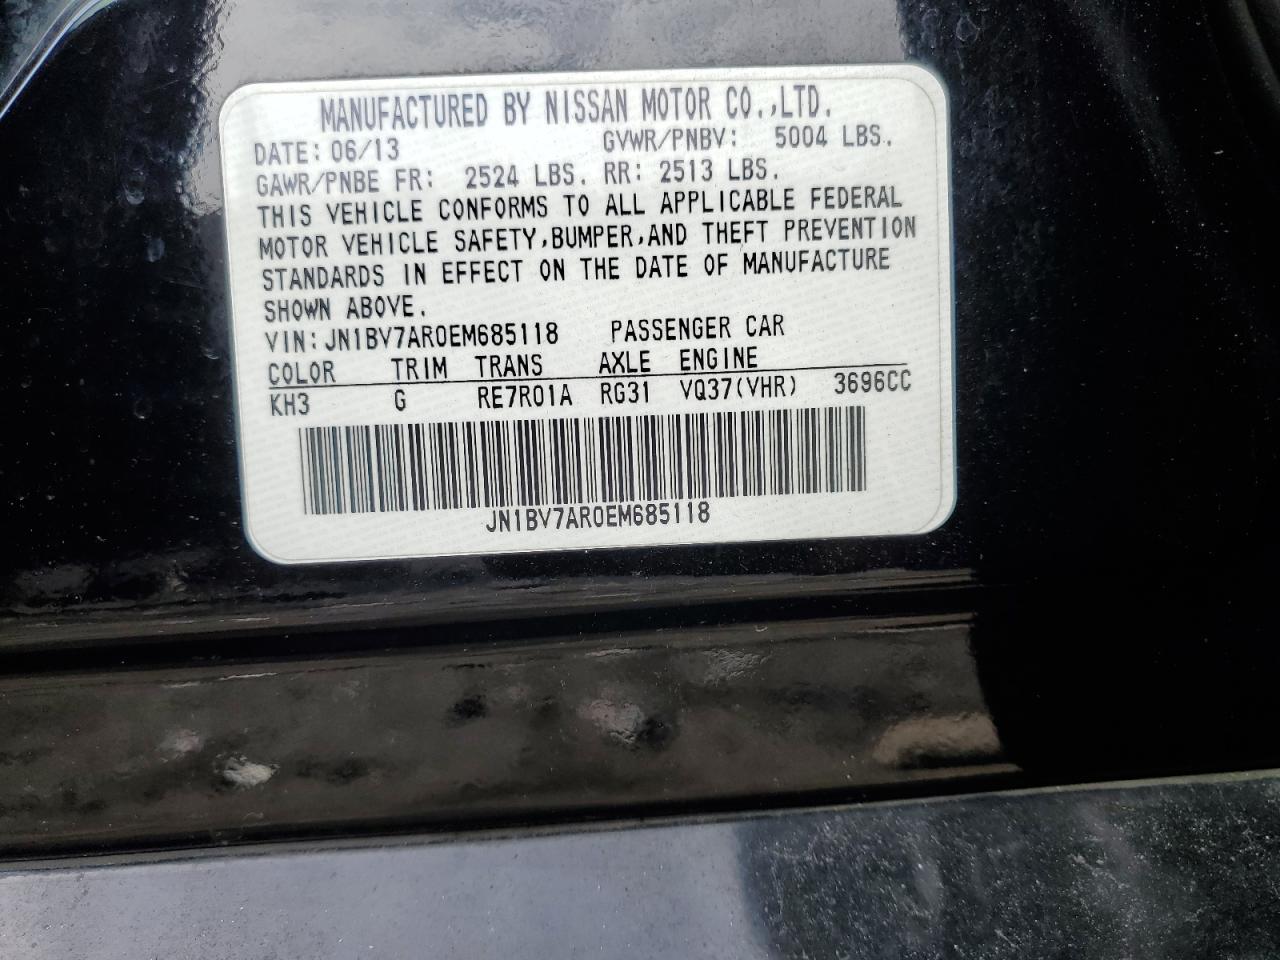 MANUFACTURED BY NISSAN MOTOR CO.,LTD.
DATE: 06/13 GVWR/PNBV: 5004 LBS.
GAWR/PNBE FR: 2524 LBS. RR: 2513 LBS.
THIS VEHICLE CONFORMS TO ALL APPLICABLE FEDERAL
MOTOR VEHICLE SAFETY,BUMPER,AND THEFT PREVENTION
STANDARDS IN EFFECT ON THE DATE OF MANUFACTURE
SHOWN ABOVE.
VIN: JN1BV7AR0EM685118 PASSENGER CAR
COLOR TRIM TRANS AXLE ENGINE
KH3 G RE7R01A RG31 VQ37(VHR) 3696CC
JN1BV7AR0EM685118